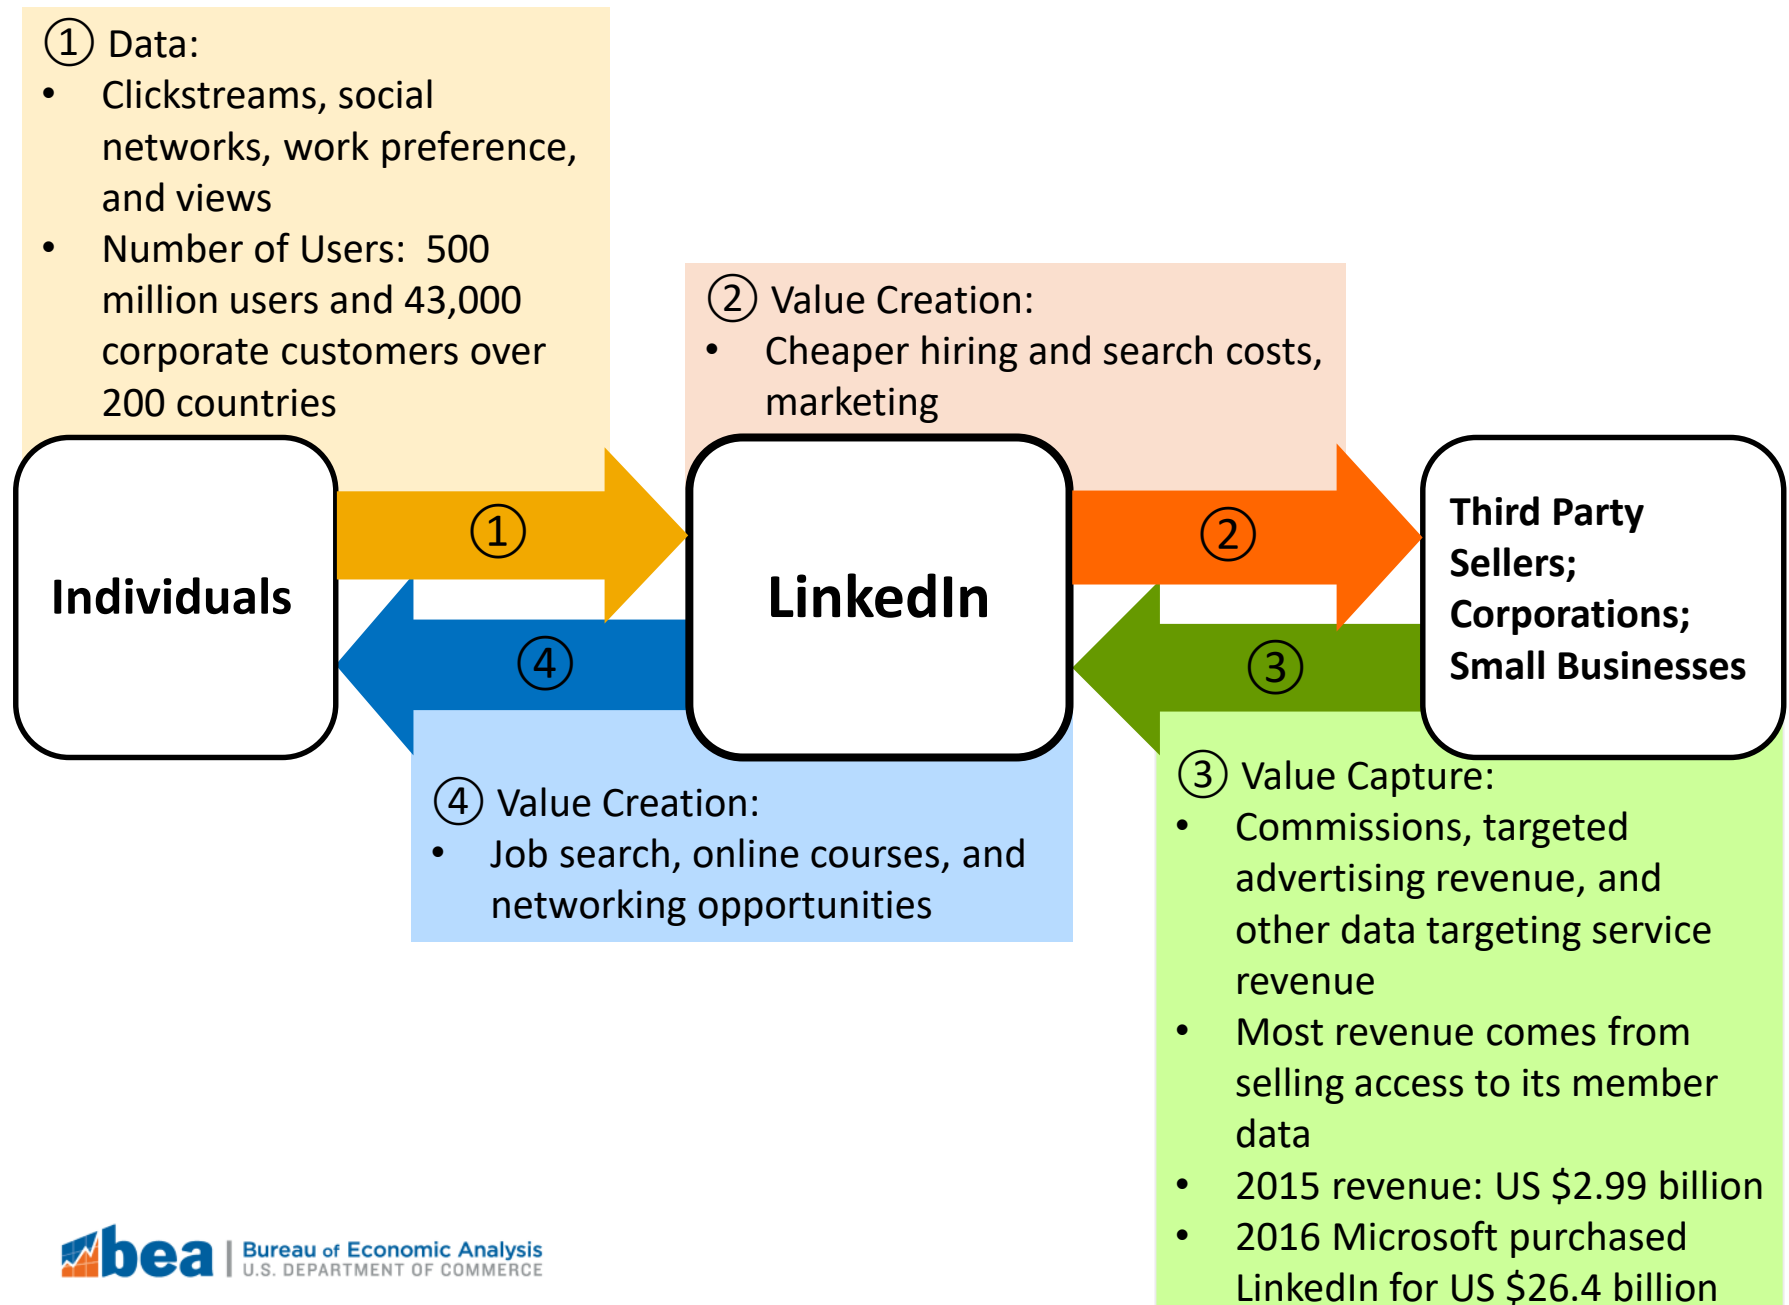 ① Data:
• Clickstreams, social
networks, work preference,
and views
• Number of Users: 500
million users and 43,000
corporate customers over
200 countries
② Value Creation:
• Cheaper hiring and search costs,
marketing
Individuals
①
④
LinkedIn
②
③
Third Party
Sellers;
Corporations;
Small Businesses
④ Value Creation:
• Job search, online courses, and
networking opportunities
③ Value Capture:
• Commissions, targeted
advertising revenue, and
other data targeting service
revenue
• Most revenue comes from
selling access to its member
data
• 2015 revenue: US $2.99 billion
• 2016 Microsoft purchased
LinkedIn for US $26.4 billion
bea
Bureau of Economic Analysis
U.S. DEPARTMENT OF COMMERCE